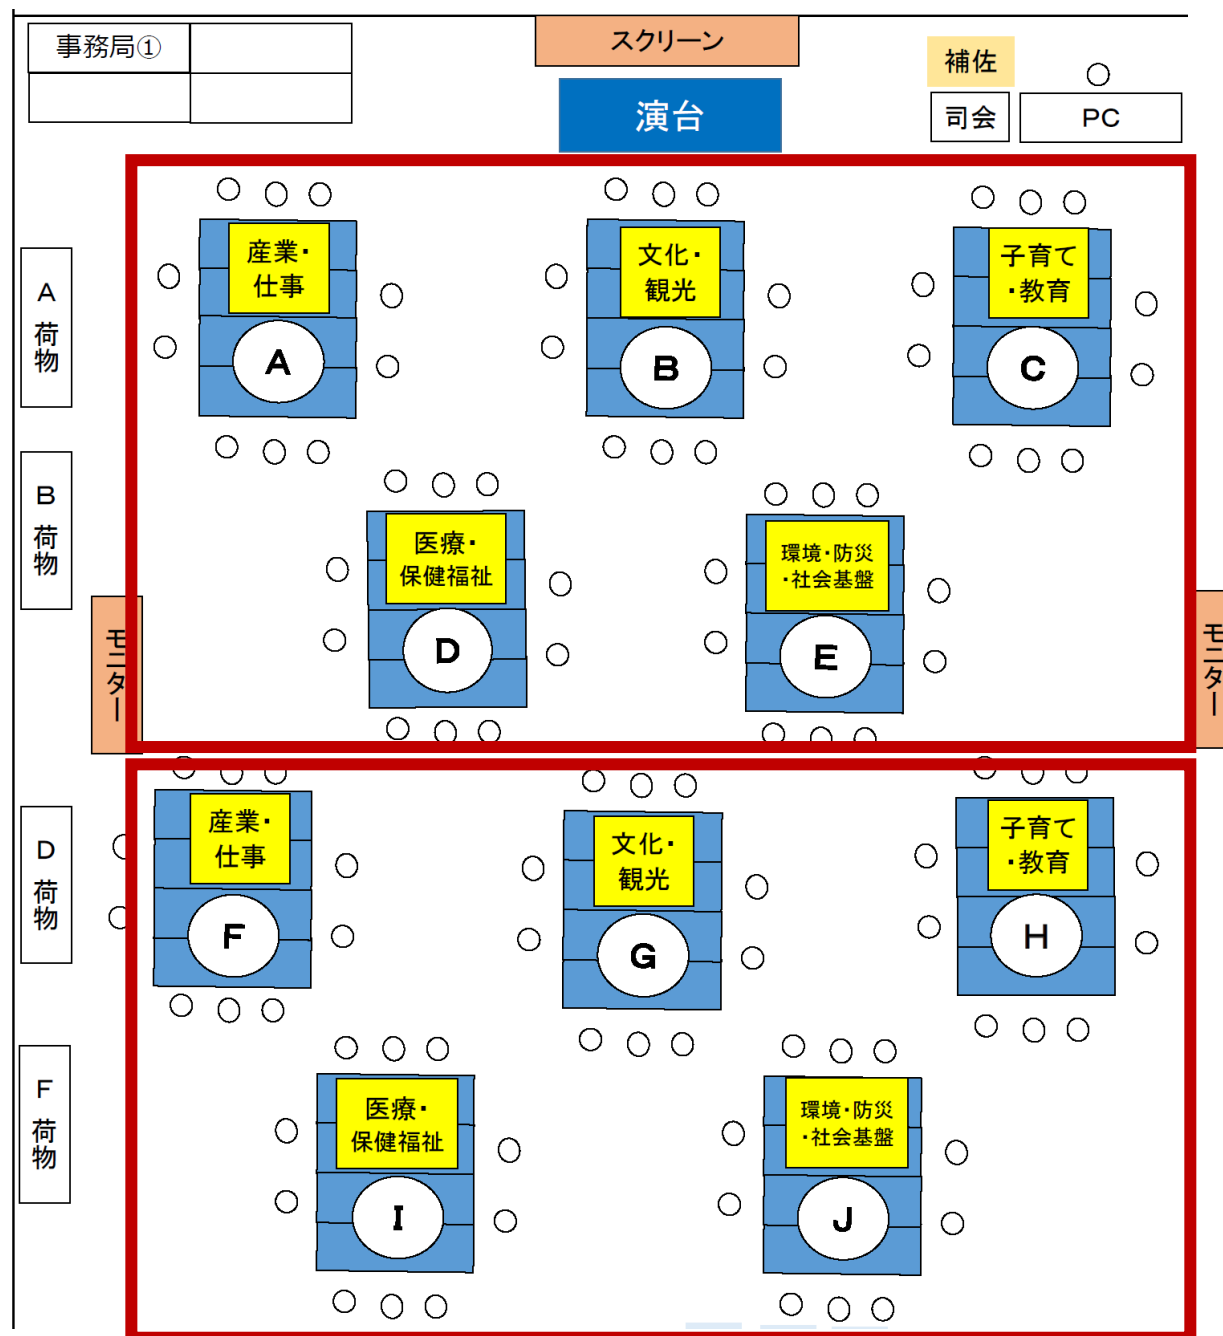 事務局①
スクリーン
演台
補佐
司会
PC
A
荷
物
B
荷
物
モニター
D
荷
物
F
荷
物
産業・
仕事
A
文化・
観光
B
子育て
・教育
C
医療・
保健福祉
D
環境・防災
・社会基盤
E
モニター
産業・
仕事
F
文化・
観光
G
子育て
・教育
H
医療・
保健福祉
I
環境・防災
・社会基盤
J